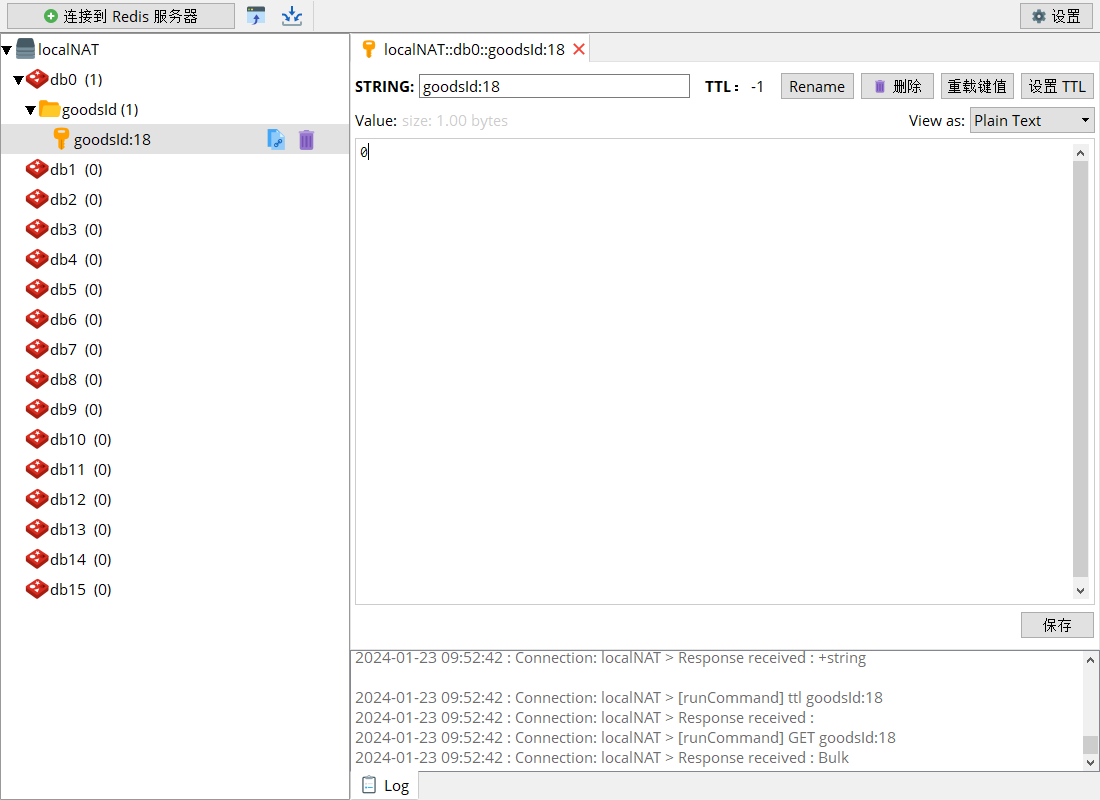 连接到 Redis 服务器
设置
localNAT
db0 (1)
goodsId (1)
goodsId:18
db1 (0)
db2 (0)
db3 (0)
db4 (0)
db5 (0)
db6 (0)
db7 (0)
db8 (0)
db9 (0)
db10 (0)
db11 (0)
db12 (0)
db13 (0)
db14 (0)
db15 (0)
localNAT::db0::goodsId:18
STRING: goodsId:18 TTL: -1 Rename 删除 重载键值 设置 TTL
Value: size: 1.00 bytes View as: Plain Text
0
保存
2024-01-23 09:52:42 : Connection: localNAT > Response received : +string
2024-01-23 09:52:42 : Connection: localNAT > [runCommand] ttl goodsId:18
2024-01-23 09:52:42 : Connection: localNAT > Response received :
2024-01-23 09:52:42 : Connection: localNAT > [runCommand] GET goodsId:18
2024-01-23 09:52:42 : Connection: localNAT > Response received : Bulk
Log